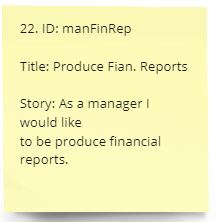 22. ID: manFinRep
Title: Produce Fian. Reports
Story: As a manager I
would like
to be produce financial
reports.